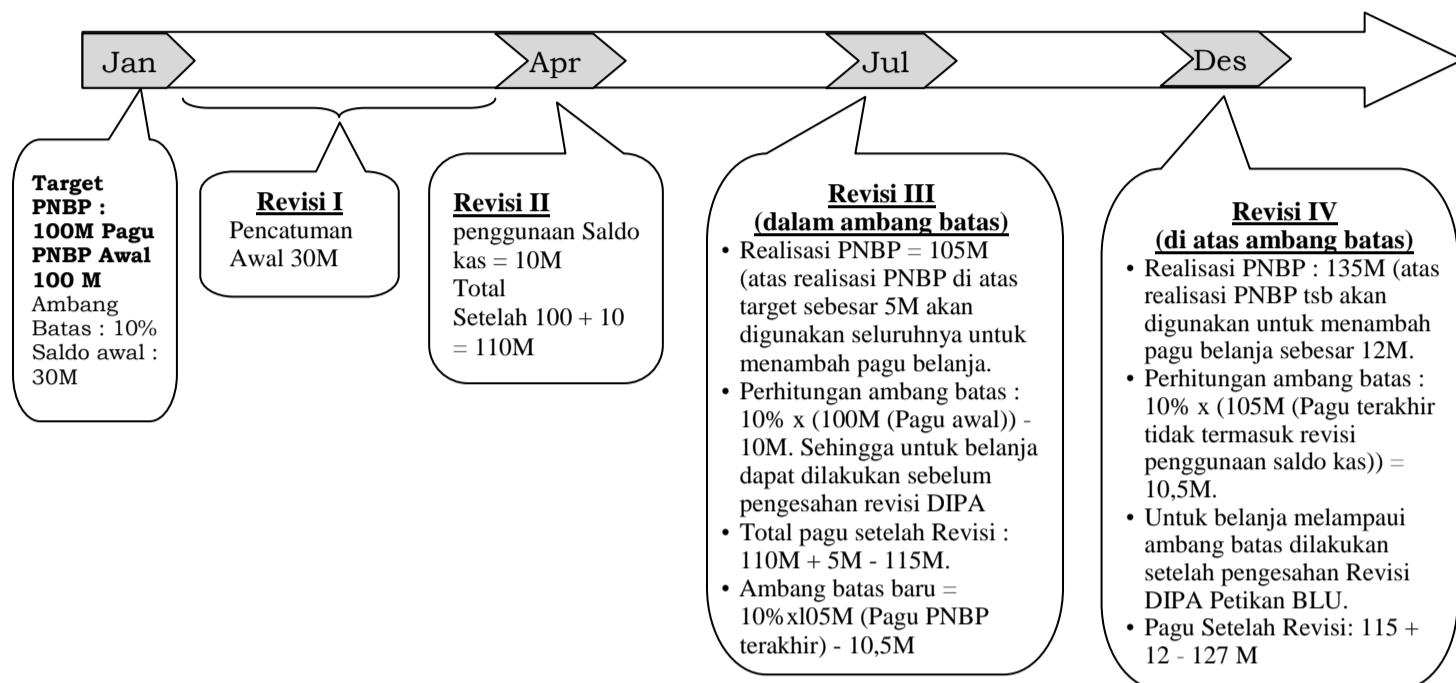 Jan
Apr
Jul
Des
Target
PNBP :
100M Pagu
PNBP Awal
100 M
Ambang
Batas : 10%
Saldo awal :
30M
Revisi I
Pencatuman
Awal 30M
Revisi II
penggunaan Saldo
kas = 10M
Total
Setelah 100 + 10
= 110M
Revisi III
(dalam ambang batas)
• Realisasi PNBP = 105M
(atas realisasi PNBP di atas
target sebesar 5M akan
digunakan seluruhnya untuk
menambah pagu belanja.
• Perhitungan ambang batas :
10% x (100M (Pagu awal)) -
10M. Sehingga untuk belanja
dapat dilakukan sebelum
pengesahan revisi DIPA
• Total pagu setelah Revisi :
110M + 5M - 115M.
• Ambang batas baru =
10%xl05M (Pagu PNBP
terakhir) - 10,5M
Revisi IV
(di atas ambang batas)
• Realisasi PNBP : 135M (atas
realisasi PNBP tsb akan
digunakan untuk menambah
pagu belanja sebesar 12M.
• Perhitungan ambang batas :
10% x (105M (Pagu terakhir
tidak termasuk revisi
penggunaan saldo kas)) =
10,5M.
• Untuk belanja melampaui
ambang batas dilakukan
setelah pengesahan Revisi
DIPA Petikan BLU.
• Pagu Setelah Revisi: 115 +
12 - 127 M